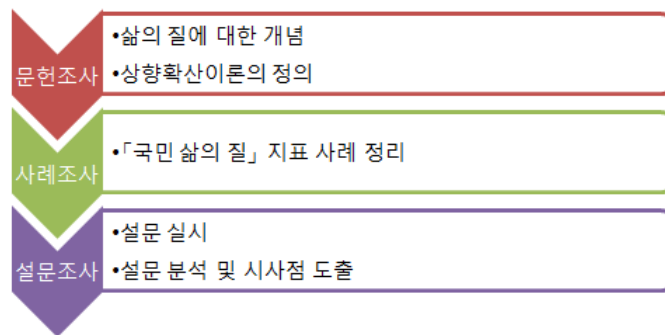 문헌조사
•삶의 질에 대한 개념
•상향확산이론의 정의
사례조사
•「국민 삶의 질」 지표 사례 정리
설문조사
•설문 실시
•설문 분석 및 시사점 도출